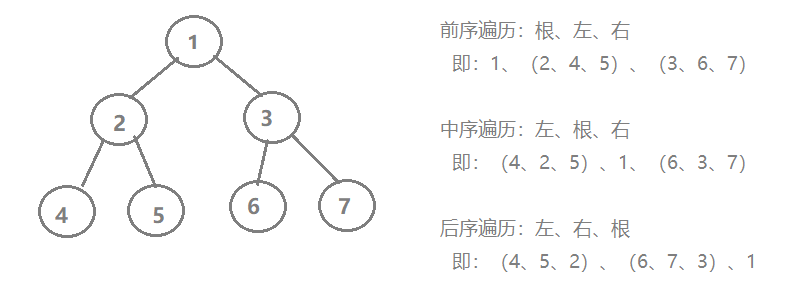 1
2
3
4
5
6
7
前序遍历：根、左、右
即：1、（2、4、5）、（3、6、7）
中序遍历：左、根、右
即：（4、2、5）、1、（6、3、7）
后序遍历：左、右、根
即：（4、5、2）、（6、7、3）、1